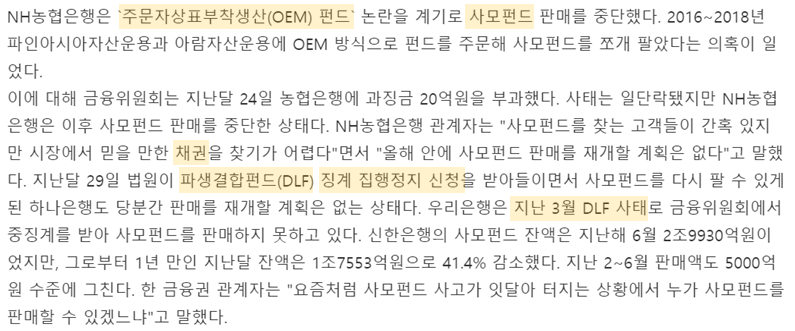 NH농협은행은 `주문자상표부착생산(OEM) 펀드` 논란을 계기로 사모펀드 판매를 중단했다. 2016~2018년
파인아시아자산운용과 아람자산운용에 OEM 방식으로 펀드를 주문해 사모펀드를 쪼개 팔았다는 의혹이 일
었다.
이에 대해 금융위원회는 지난달 24일 농협은행에 과징금 20억원을 부과했다. 사태는 일단락됐지만 NH농협
은행은 이후 사모펀드 판매를 중단한 상태다. NH농협은행 관계자는 "사모펀드를 찾는 고객들이 간혹 있지
만 시장에서 믿을 만한 채권을 찾기가 어렵다"면서 "올해 안에 사모펀드 판매를 재개할 계획은 없다"고 말했
다. 지난달 29일 법원이 파생결합펀드(DLF) 징계 집행정지 신청을 받아들이면서 사모펀드를 다시 팔 수 있게
된 하나은행도 당분간 판매를 재개할 계획은 없는 상태다. 우리은행은 지난 3월 DLF 사태로 금융위원회에서
중징계를 받아 사모펀드를 판매하지 못하고 있다. 신한은행의 사모펀드 잔액은 지난해 6월 2조9930억원이
었지만, 그로부터 1년 만인 지난달 잔액은 1조7553억원으로 41.4% 감소했다. 지난 2~6월 판매액도 5000억
원 수준에 그친다. 한 금융권 관계자는 "요즘처럼 사모펀드 사고가 잇달아 터지는 상황에서 누가 사모펀드를
판매할 수 있겠느냐"고 말했다.